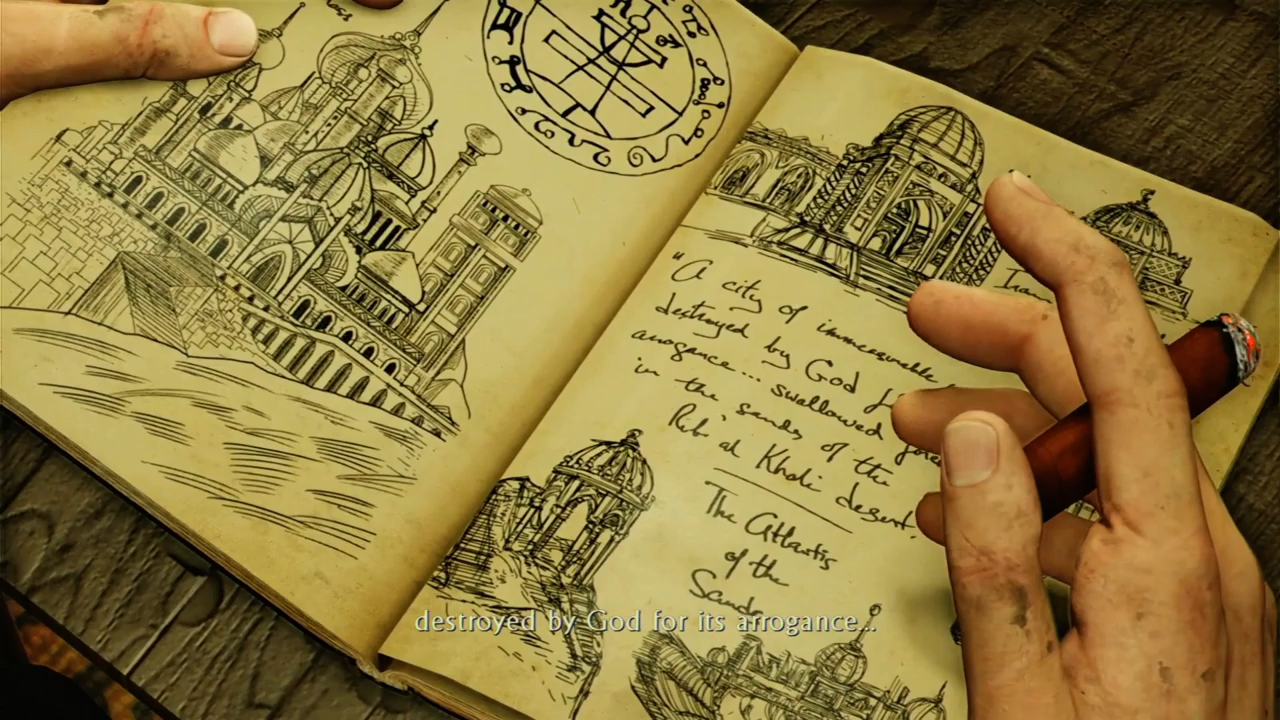 "A city of immeasurable
destroyed by God
arrogance... swallowed
in the sands of the
Rub' al Khali desert.
The Atlantis
of the
Sands
destroyed by God for its arrogance...